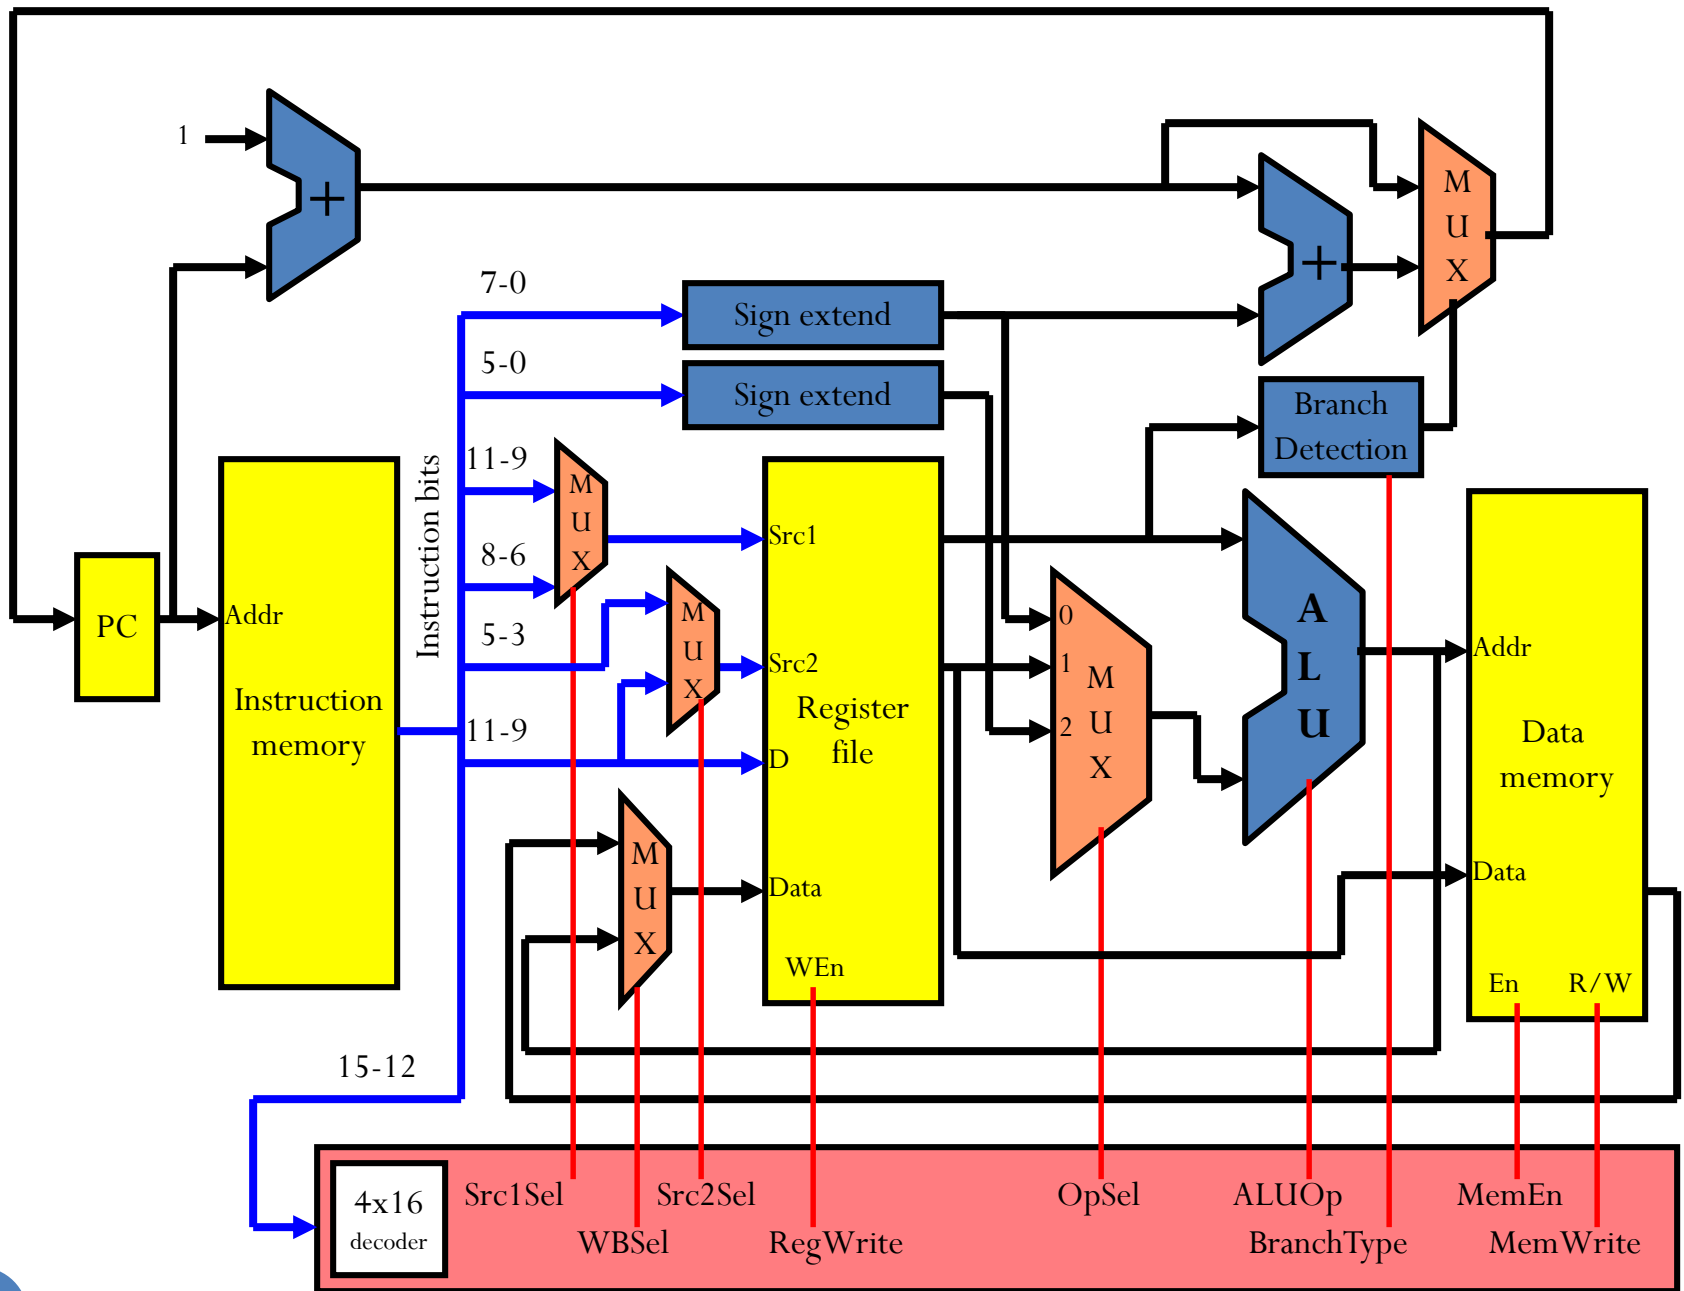 1
+
M
U
X
+
7-0
Sign extend
5-0
Sign extend
Branch
Detection
11-9
M
U
X
Instruction bits
8-6
Src1
PC
Addr
5-3
M
U
X
Src2
0
1
2
M
U
X
A
L
U
Addr
Instruction
memory
Register
file
Data
memory
11-9
D
M
U
X
Data
Data
WEn
En
R/W
15-12
4x16
decoder
Src1Sel
Src2Sel
OpSel
ALUOp
MemEn
WBSel
RegWrite
BranchType
MemWrite